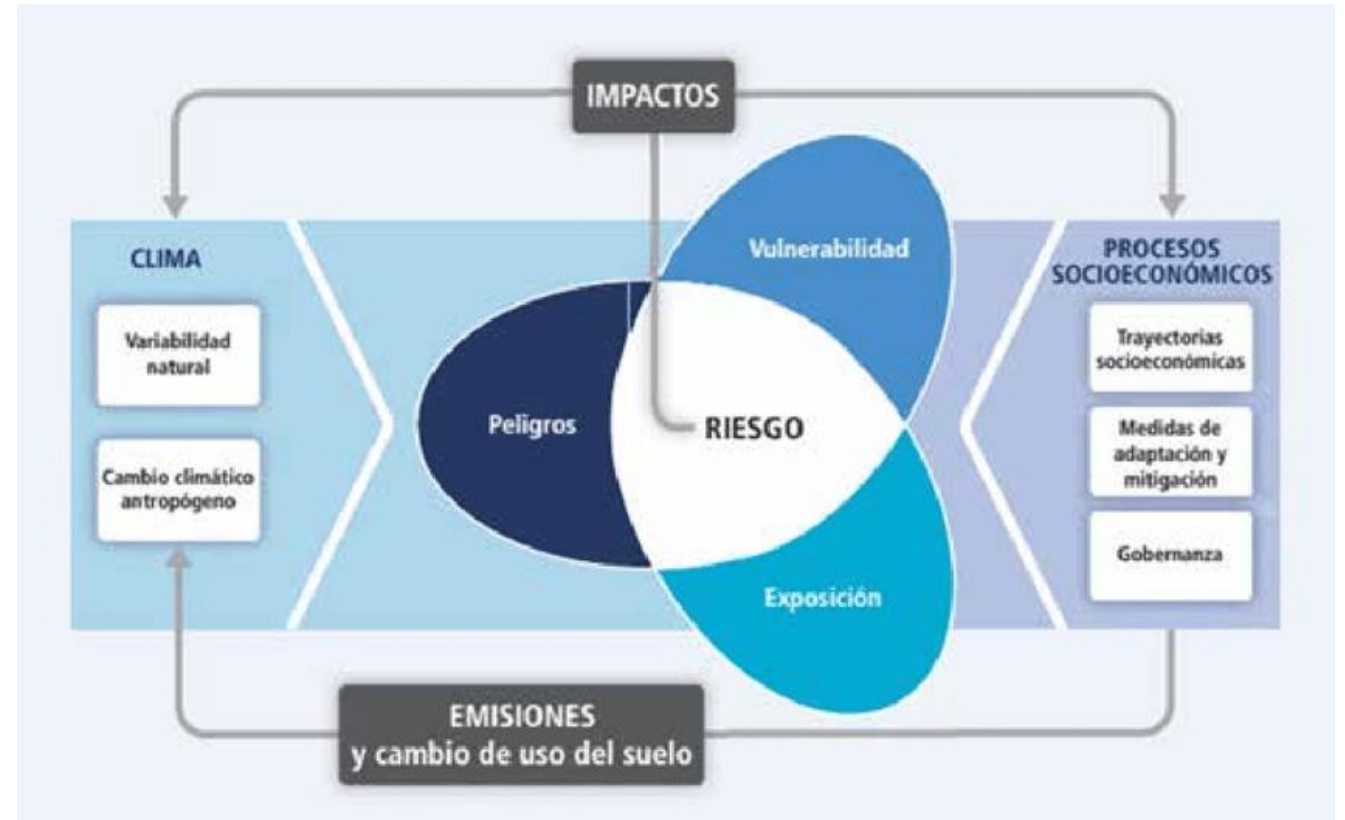 IMPACTOS
CLIMA
Variabilidad
natural
Cambio climático
antropógeno
Vulnerabilidad
Peligros
RIESGO
Exposición
PROCESOS
SOCIOECONÓMICOS
Trayectorias
socioeconómicas
Medidas de
adaptación y
mitigación
Gobernanza
EMISIONES
y cambio de uso del suelo